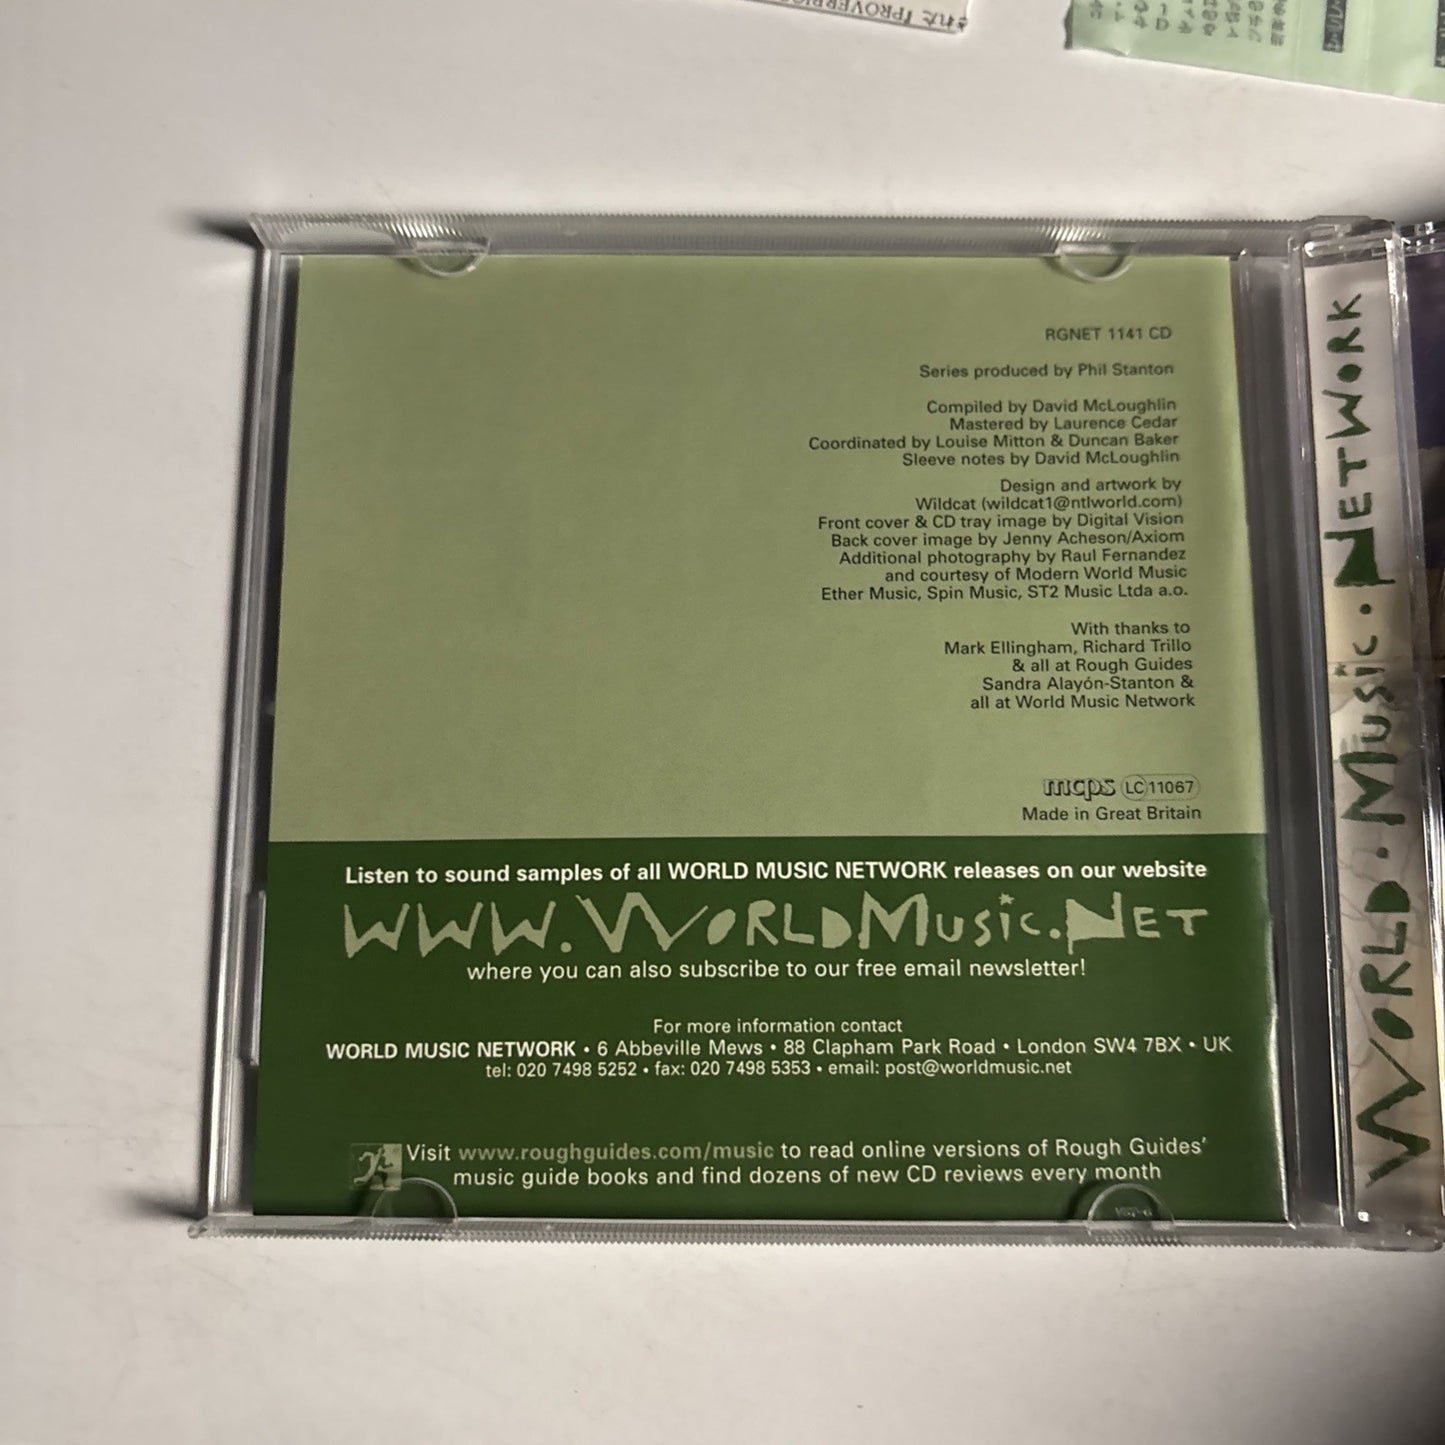 RGNET 1141 CD
Series produced by Phil Stanton
Compiled by David McLoughlin
Mastered by Laurence Cedar
Coordinated by Louise Mitton & Duncan Baker
Sleeve notes by David McLoughlin
Design and artwork by
Wildcat (wildcat1@ntlworld.com)
Front cover & CD tray image by Digital Vision
Back cover image by Jenny Acheson/Axiom
Additional photography by Raul Fernandez
and courtesy of Modern World Music
Ether Music, Spin Music, ST2 Music Ltda a.o.
With thanks to
Mark Ellingham, Richard Trillo
& all at Rough Guides
Sandra Alayón-Stanton &
all at World Music Network
mcps LC 11067
Made in Great Britain
Listen to sound samples of all WORLD MUSIC NETWORK releases on our website
WWW.WORLDMUSIC.NET
where you can also subscribe to our free email newsletter!
For more information contact
WORLD MUSIC NETWORK • 6 Abbeville Mews • 88 Clapham Park Road • London SW4 7BX • UK
tel: 020 7498 5252 • fax: 020 7498 5353 • email: post@worldmusic.net
Visit www.roughguides.com/music to read online versions of Rough Guides'
music guide books and find dozens of new CD reviews every month
WORLD • MUSIC • NETWORK